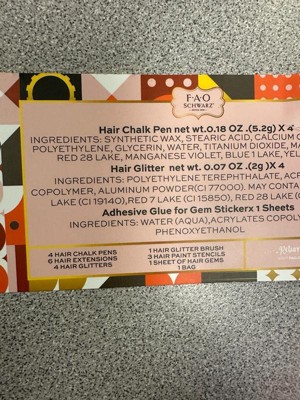 F·A·O
SCHWARZ
Hair Chalk Pen net wt.0.18 OZ .(5.2g)X 4
INGREDIENTS: SYNTHETIC WAX, STEARIC ACID, CALCIUM
POLYETHYLENE, GLYCERIN, WATER, TITANIUM DIOXIDE, MA
RED 28 LAKE, MANGANESE VIOLET, BLUE 1 LAKE, YEL
Hair Glitter net wt. 0.07 OZ .(2g)X 4
INGREDIENTS: POLYETHYLENE TEREPHTHALATE, AC
COPOLYMER, ALUMINUM POWDER(CI 77000). MAY CONTAI
LAKE (CI 19140),RED 7 LAKE (CI 15850), RED 28 LAKE (C
Adhesive Glue for Gem Stickerx 1 Sheets
INGREDIENTS: WATER (AQUA),ACRYLATES COPOLY
PHENOXYETHANOL
4 HAIR CHALK PENS
6 HAIR EXTENSIONS
4 HAIR GLITTERS
1 HAIR GLITTER BRUSH
3 HAIR PAINT STENCILS
1 SHEET OF HAIR GEMS
1 BAG